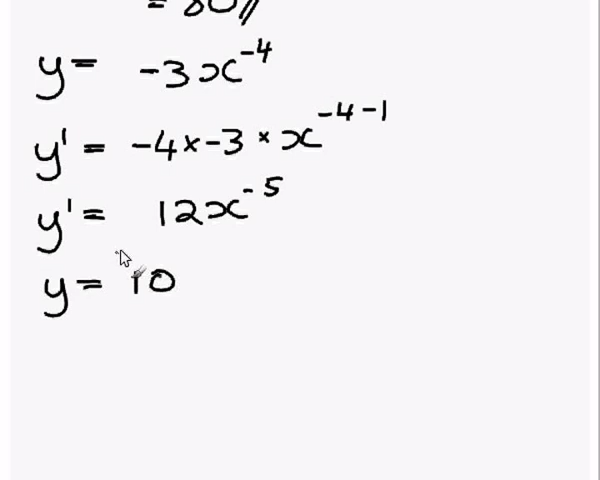 y = -3x⁻⁴
y' = -4 × -3 × x⁻⁴⁻¹
y' = 12x⁻⁵
y = 10